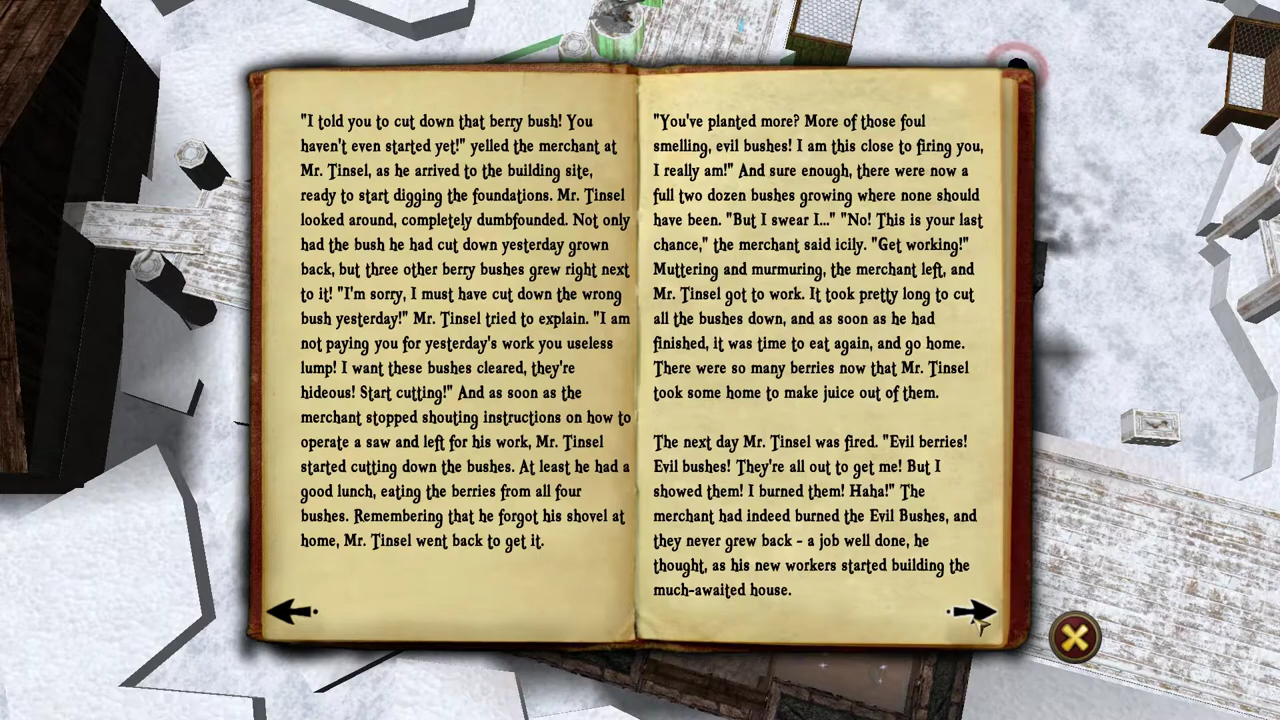 "I told you to cut down that berry bush! You
haven't even started yet!" yelled the merchant at
Mr. Tinsel, as he arrived to the building site,
ready to start digging the foundations. Mr. Tinsel
looked around, completely dumbfounded. Not only
had the bush he had cut down yesterday grown
back, but three other berry bushes grew right next
to it! "I'm sorry, I must have cut down the wrong
bush yesterday!" Mr. Tinsel tried to explain. "I am
not paying you for yesterday's work you useless
lump! I want these bushes cleared, they're
hideous! Start cutting!" And as soon as the
merchant stopped shouting instructions on how to
operate a saw and left for his work, Mr. Tinsel
started cutting down the bushes. At least he had a
good lunch, eating the berries from all four
bushes. Remembering that he forgot his shovel at
home, Mr. Tinsel went back to get it.
"You've planted more? More of those foul
smelling, evil bushes! I am this close to firing you,
I really am!" And sure enough, there were now a
full two dozen bushes growing where none should
have been. "But I swear I..." "No! This is your last
chance," the merchant said icily. "Get working!"
Muttering and murmuring, the merchant left, and
Mr. Tinsel got to work. It took pretty long to cut
all the bushes down, and as soon as he had
finished, it was time to eat again, and go home.
There were so many berries now that Mr. Tinsel
took some home to make juice out of them.
The next day Mr. Tinsel was fired. "Evil berries!
Evil bushes! They're all out to get me! But I
showed them! I burned them! Haha!" The
merchant had indeed burned the Evil Bushes, and
they never grew back - a job well done, he
thought, as his new workers started building the
much-awaited house.